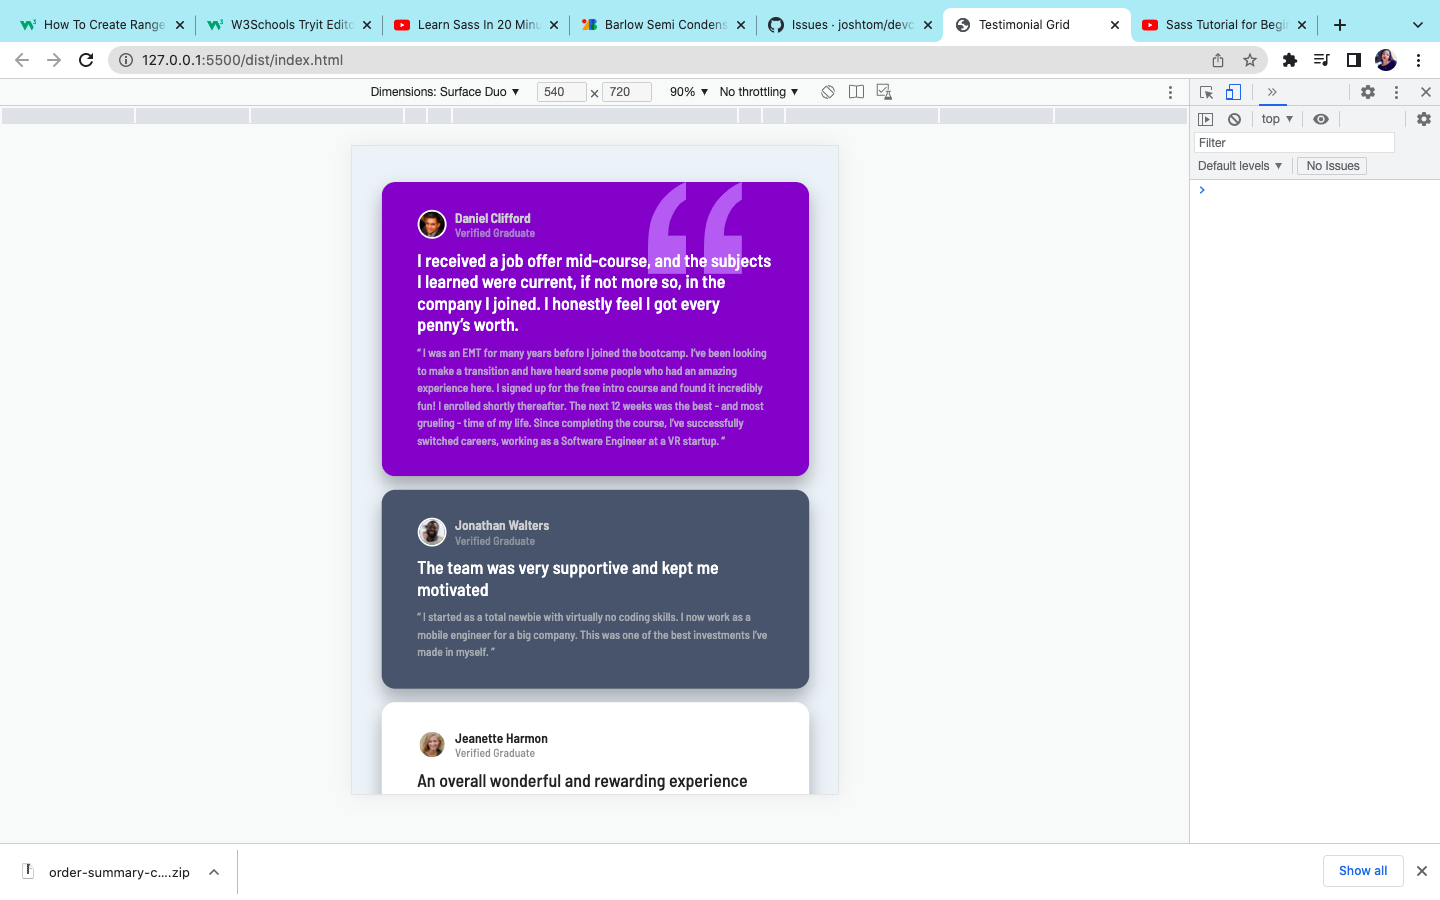 How To Create Range
W3Schools Tryit Edito
Learn Sass In 20 Minu
Barlow Semi Condens
Issues · joshtom/devc
Testimonial Grid
Sass Tutorial for Begin
127.0.0.1:5500/dist/index.html
Dimensions: Surface Duo ▼ 540 × 720 90% ▼ No throttling ▼
top ▼
Filter
Default levels ▼ No Issues
Daniel Clifford
Verified Graduate
I received a job offer mid-course, and the subjects
I learned were current, if not more so, in the
company I joined. I honestly feel I got every
penny’s worth.
“ I was an EMT for many years before I joined the bootcamp. I’ve been looking
to make a transition and have heard some people who had an amazing
experience here. I signed up for the free intro course and found it incredibly
fun! I enrolled shortly thereafter. The next 12 weeks was the best - and most
grueling - time of my life. Since completing the course, I’ve successfully
switched careers, working as a Software Engineer at a VR startup. ”
Jonathan Walters
Verified Graduate
The team was very supportive and kept me
motivated
“ I started as a total newbie with virtually no coding skills. I now work as a
mobile engineer for a big company. This was one of the best investments I’ve
made in myself. ”
Jeanette Harmon
Verified Graduate
An overall wonderful and rewarding experience
order-summary-c....zip
Show all